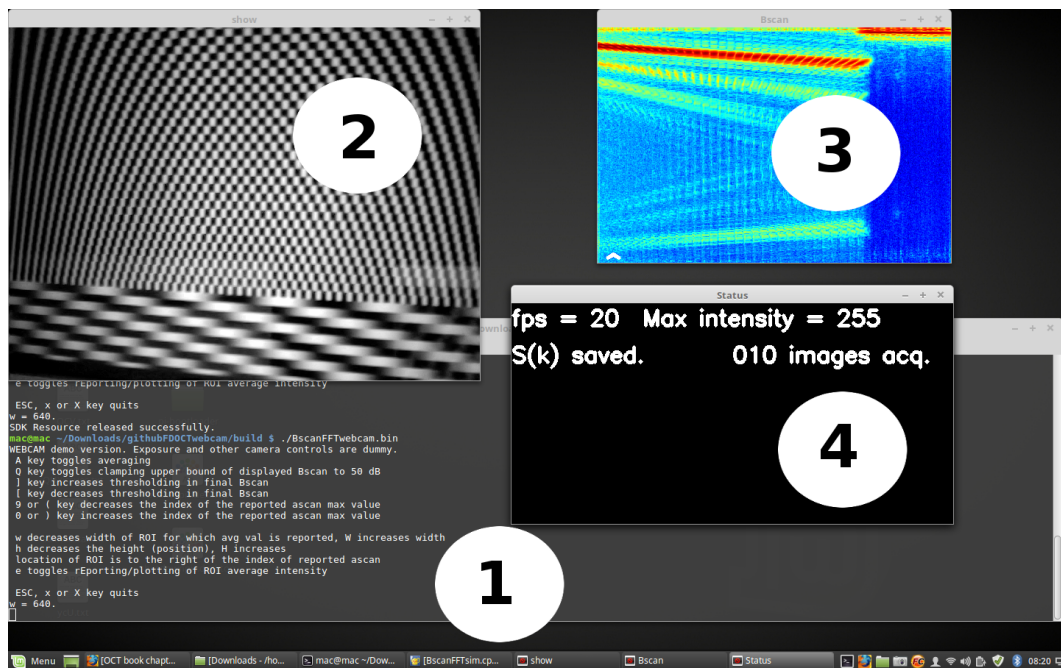 show
Bscan
2
3
Status
fps = 20 Max intensity = 255
S(k) saved. 010 images acq.
4
e toggles rEporting/plotting of ROI average intensity
ESC, x or X key quits
w = 640.
SDK Resource released successfully.
mac@mac ~/Downloads/githubFDOCTwebcam/build $ ./BscanFFTwebcam.bin
WEBCAM demo version. Exposure and other camera controls are dummy.
A key toggles averaging
Q key toggles clamping upper bound of displayed Bscan to 50 dB
] key increases thresholding in final Bscan
[ key decreases thresholding in final Bscan
9 or ( key decreases the index of the reported ascan max value
0 or ) key increases the index of the reported ascan max value
w decreases width of ROI for which avg val is reported, W increases width
h decreases the height (position), H increases
location of ROI is to the right of the index of reported ascan
e toggles rEporting/plotting of ROI average intensity
ESC, x or X key quits
w = 640.
1
Menu [OCT book chapt... [Downloads - /ho... mac@mac ~/Dow... [BscanFFTsim.cp... show Bscan Status 08:20